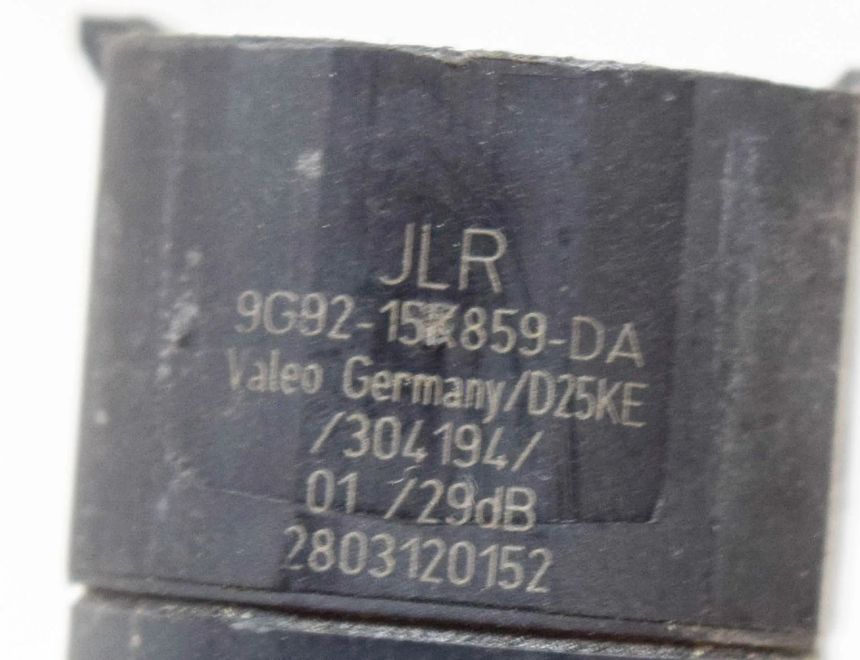 JLR
9G92-15K859-DA
Valeo Germany/D25KE
/304194/
01 /29dB
2803120152